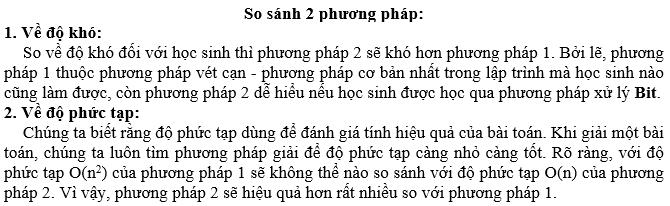 So sánh 2 phương pháp:
1. Về độ khó:
So về độ khó đối với học sinh thì phương pháp 2 sẽ khó hơn phương pháp 1. Bởi lẽ, phương
pháp 1 thuộc phương pháp vét cạn - phương pháp cơ bản nhất trong lập trình mà học sinh nào
cũng làm được, còn phương pháp 2 dễ hiểu nếu học sinh được học qua phương pháp xử lý Bit.
2. Về độ phức tạp:
Chúng ta biết rằng độ phức tạp dùng để đánh giá tính hiệu quả của bài toán. Khi giải một bài
toán, chúng ta luôn tìm phương pháp giải để độ phức tạp càng nhỏ càng tốt. Rõ ràng, với độ
phức tạp O(n²) của phương pháp 1 sẽ không thể nào so sánh với độ phức tạp O(n) của phương
pháp 2. Vì vậy, phương pháp 2 sẽ hiệu quả hơn rất nhiều so với phương pháp 1.